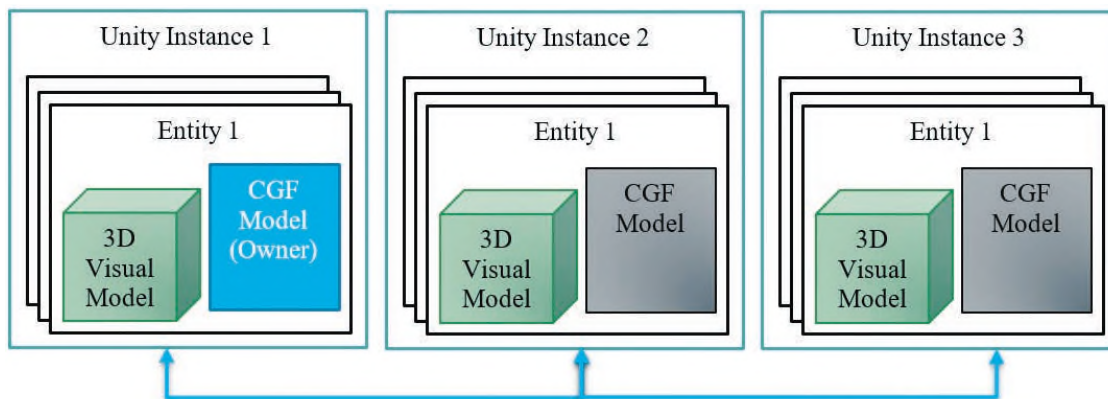 Unity Instance 1
Entity 1
3D
Visual
Model
CGF
Model
(Owner)
Unity Instance 2
Entity 1
3D
Visual
Model
CGF
Model
Unity Instance 3
Entity 1
3D
Visual
Model
CGF
Model